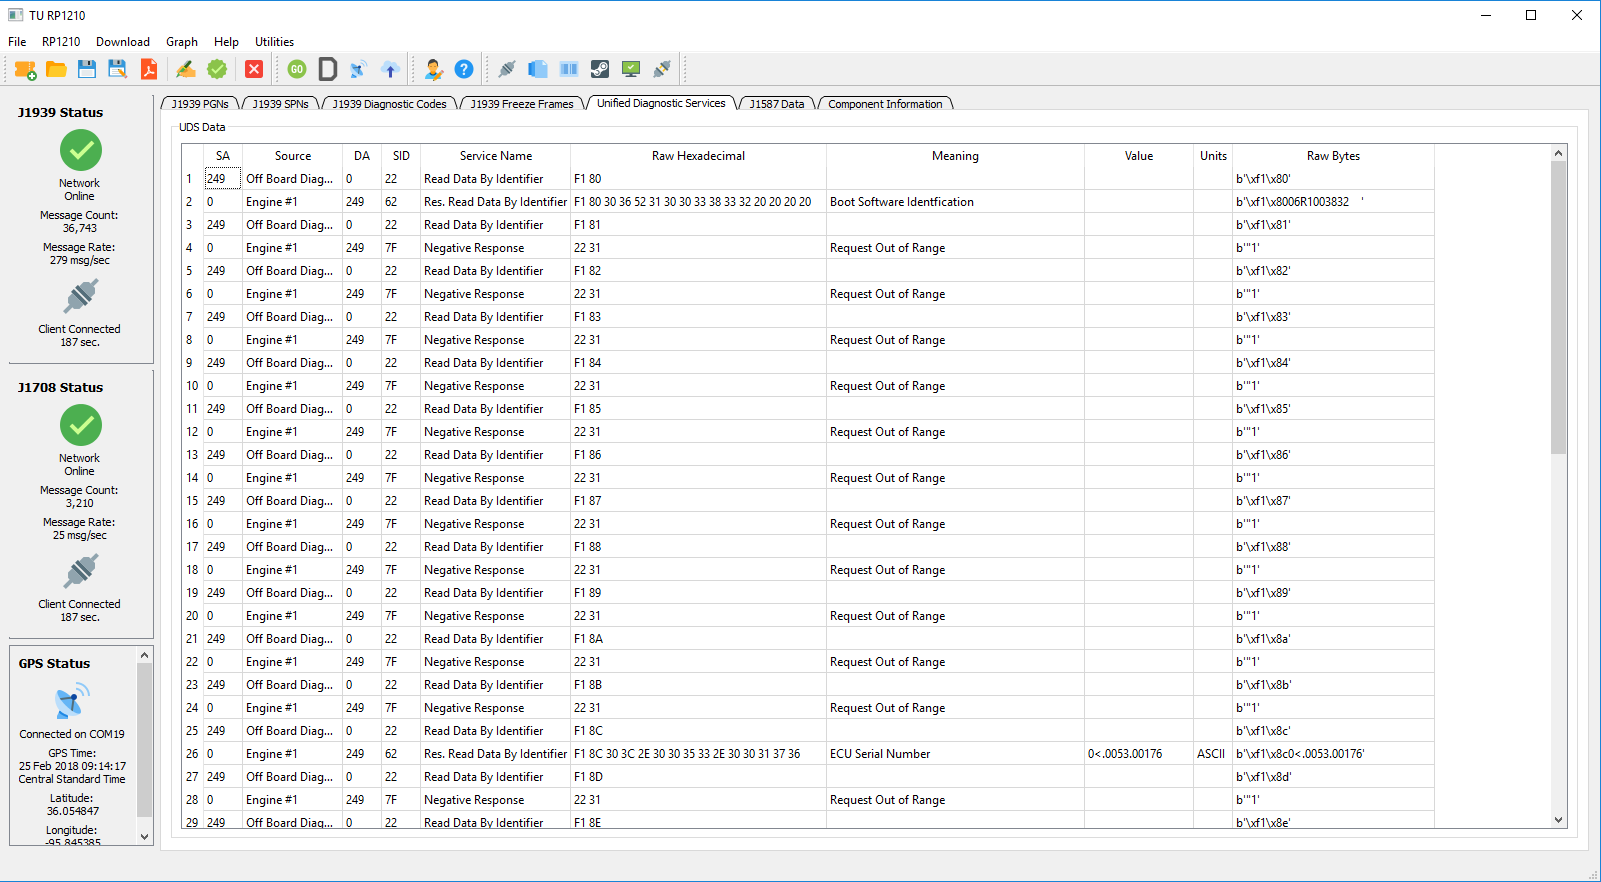 TU RP1210
File RP1210 Download Graph Help Utilities
GO
J1939 Status
Network
Online
Message Count:
36,743
Message Rate:
279 msg/sec
Client Connected
187 sec.
J1708 Status
Network
Online
Message Count:
3,210
Message Rate:
25 msg/sec
Client Connected
187 sec.
GPS Status
Connected on COM19
GPS Time:
25 Feb 2018 09:14:17
Central Standard Time
Latitude:
36.054847
Longitude:
-95.845385
J1939 PGNs J1939 SPNs J1939 Diagnostic Codes J1939 Freeze Frames Unified Diagnostic Services J1587 Data Component Information
UDS Data
SA Source DA SID Service Name Raw Hexadecimal Meaning Value Units Raw Bytes
1 249 Off Board Diag... 0 22 Read Data By Identifier F1 80 b'\xf1\x80'
2 0 Engine #1 249 62 Res. Read Data By Identifier F1 80 30 36 52 31 30 30 33 38 33 32 20 20 20 20 Boot Software Identfication b'\xf1\x8006R1003832    '
3 249 Off Board Diag... 0 22 Read Data By Identifier F1 81 b'\xf1\x81'
4 0 Engine #1 249 7F Negative Response 22 31 Request Out of Range b'"1'
5 249 Off Board Diag... 0 22 Read Data By Identifier F1 82 b'\xf1\x82'
6 0 Engine #1 249 7F Negative Response 22 31 Request Out of Range b'"1'
7 249 Off Board Diag... 0 22 Read Data By Identifier F1 83 b'\xf1\x83'
8 0 Engine #1 249 7F Negative Response 22 31 Request Out of Range b'"1'
9 249 Off Board Diag... 0 22 Read Data By Identifier F1 84 b'\xf1\x84'
10 0 Engine #1 249 7F Negative Response 22 31 Request Out of Range b'"1'
11 249 Off Board Diag... 0 22 Read Data By Identifier F1 85 b'\xf1\x85'
12 0 Engine #1 249 7F Negative Response 22 31 Request Out of Range b'"1'
13 249 Off Board Diag... 0 22 Read Data By Identifier F1 86 b'\xf1\x86'
14 0 Engine #1 249 7F Negative Response 22 31 Request Out of Range b'"1'
15 249 Off Board Diag... 0 22 Read Data By Identifier F1 87 b'\xf1\x87'
16 0 Engine #1 249 7F Negative Response 22 31 Request Out of Range b'"1'
17 249 Off Board Diag... 0 22 Read Data By Identifier F1 88 b'\xf1\x88'
18 0 Engine #1 249 7F Negative Response 22 31 Request Out of Range b'"1'
19 249 Off Board Diag... 0 22 Read Data By Identifier F1 89 b'\xf1\x89'
20 0 Engine #1 249 7F Negative Response 22 31 Request Out of Range b'"1'
21 249 Off Board Diag... 0 22 Read Data By Identifier F1 8A b'\xf1\x8a'
22 0 Engine #1 249 7F Negative Response 22 31 Request Out of Range b'"1'
23 249 Off Board Diag... 0 22 Read Data By Identifier F1 8B b'\xf1\x8b'
24 0 Engine #1 249 7F Negative Response 22 31 Request Out of Range b'"1'
25 249 Off Board Diag... 0 22 Read Data By Identifier F1 8C b'\xf1\x8c'
26 0 Engine #1 249 62 Res. Read Data By Identifier F1 8C 30 3C 2E 30 30 35 33 2E 30 30 31 37 36 ECU Serial Number 0<.0053.00176 ASCII b'\xf1\x8c0<.0053.00176'
27 249 Off Board Diag... 0 22 Read Data By Identifier F1 8D b'\xf1\x8d'
28 0 Engine #1 249 7F Negative Response 22 31 Request Out of Range b'"1'
29 249 Off Board Diag... 0 22 Read Data By Identifier F1 8E b'\xf1\x8e'